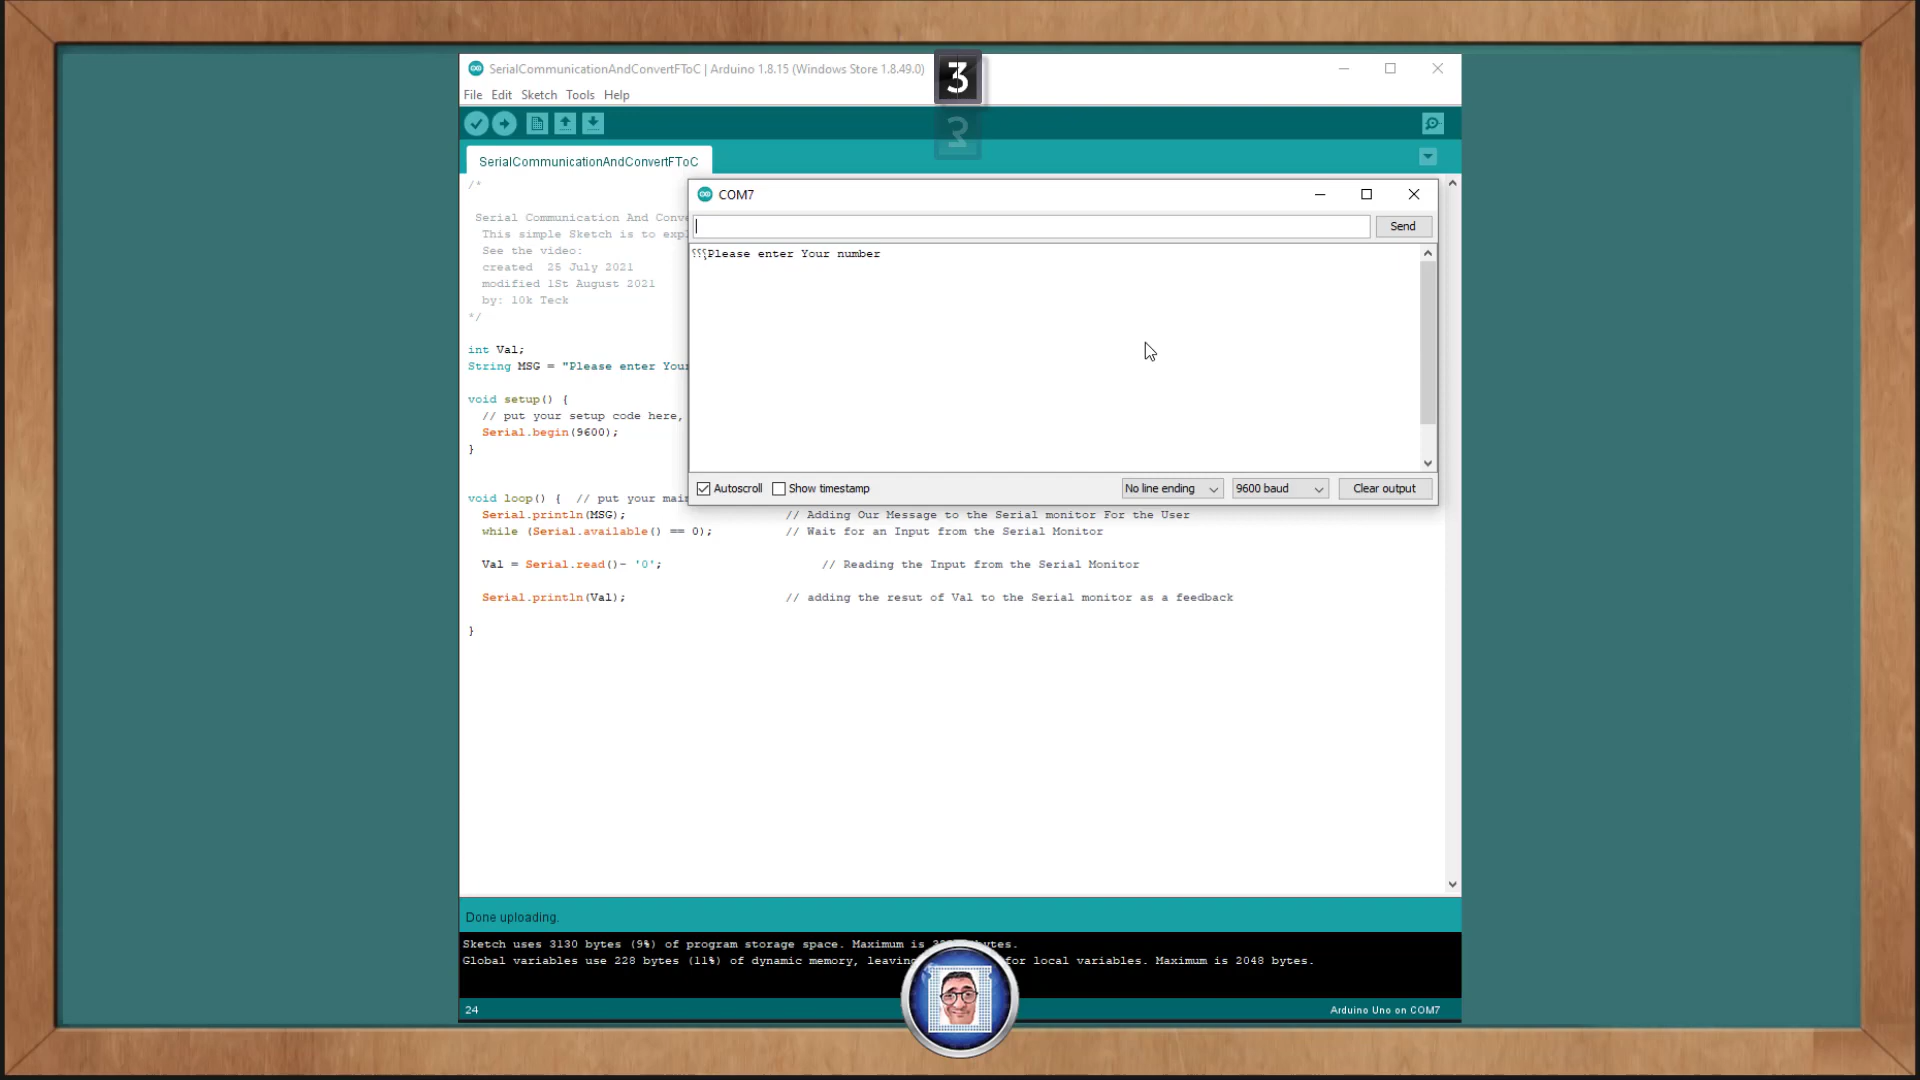 3
SerialCommunicationAndConvertFToC | Arduino 1.8.15 (Windows Store 1.8.49.0)
3
File Edit Sketch Tools Help
SerialCommunicationAndConvertFToC
/*
COM7
Serial Communication And Conve
Send
This simple Sketch is to exp
See the video:
Please enter Your number
created 25 July 2021
modified 1St August 2021
by: 10k Teck
*/
int Val;
String MSG = "Please enter Your
void setup() {
// put your setup code here,
Serial.begin(9600);
}
Autoscroll Show timestamp No line ending 9600 baud Clear output
void loop() { // put your mai
Serial.println(MSG); // Adding Our Message to the Serial monitor For the User
while (Serial.available() == 0); // Wait for an Input from the Serial Monitor
Val = Serial.read()- '0'; // Reading the Input from the Serial Monitor
Serial.println(Val); // adding the resut of Val to the Serial monitor as a feedback
}
Done uploading.
Sketch uses 3130 bytes (9%) of program storage space. Maximum is bytes.
Global variables use 228 bytes (11%) of dynamic memory, leaving for local variables. Maximum is 2048 bytes.
24 Arduino Uno on COM7